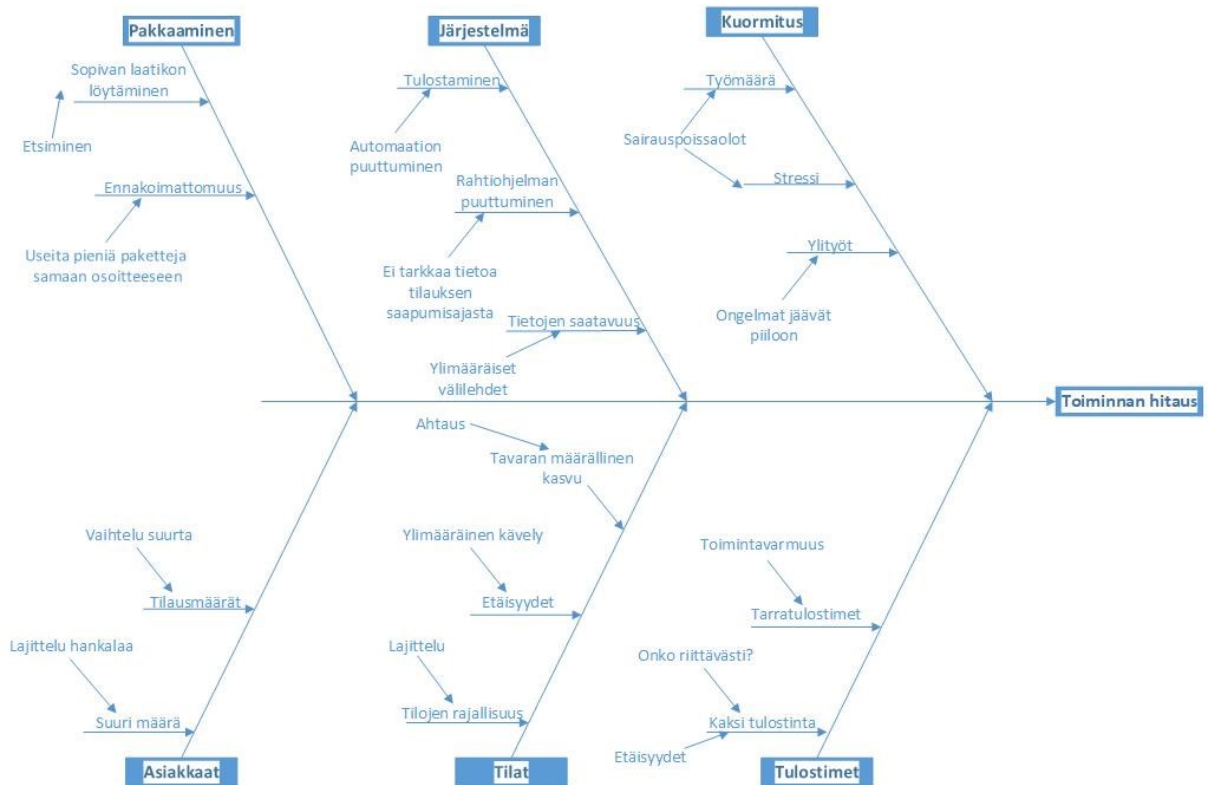 Pakkaaminen
Järjestelmä
Kuormitus
Sopivan laatikon
löytäminen
Etsiminen
Ennakoimattomuus
Useita pieniä paketteja
samaan osoitteeseen
Tulostaminen
Automaation
puuttuminen
Rahtiohjelman
puuttuminen
Ei tarkkaa tietoa
tilauksen
saapumisajasta
Tietojen saatavuus
Ylimääräiset
välilehdet
Työmäärä
Sairauspoissaolot
Stressi
Ylityöt
Ongelmat jäävät
piiloon
Toiminnan hitaus
Vaihtelu suurta
Tilausmäärät
Lajittelu hankalaa
Suuri määrä
Asiakkaat
Ahtaus
Tavaran määrällinen
kasvu
Ylimääräinen kävely
Etäisyydet
Lajittelu
Tilojen rajallisuus
Tilat
Toimintavarmuus
Tarratulostimet
Onko riittävästi?
Kaksi tulostinta
Etäisyydet
Tulostimet